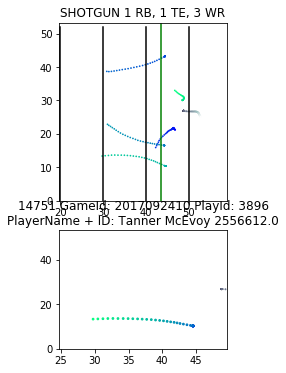 SHOTGUN 1 RB, 1 TE, 3 WR
50
40
30
20
10
0
20 30 40 50
14751 GameId: 2017092410 PlayId: 3896
PlayerName + ID: Tanner McEvoy 2556612.0
40
20
0
25 30 35 40 45